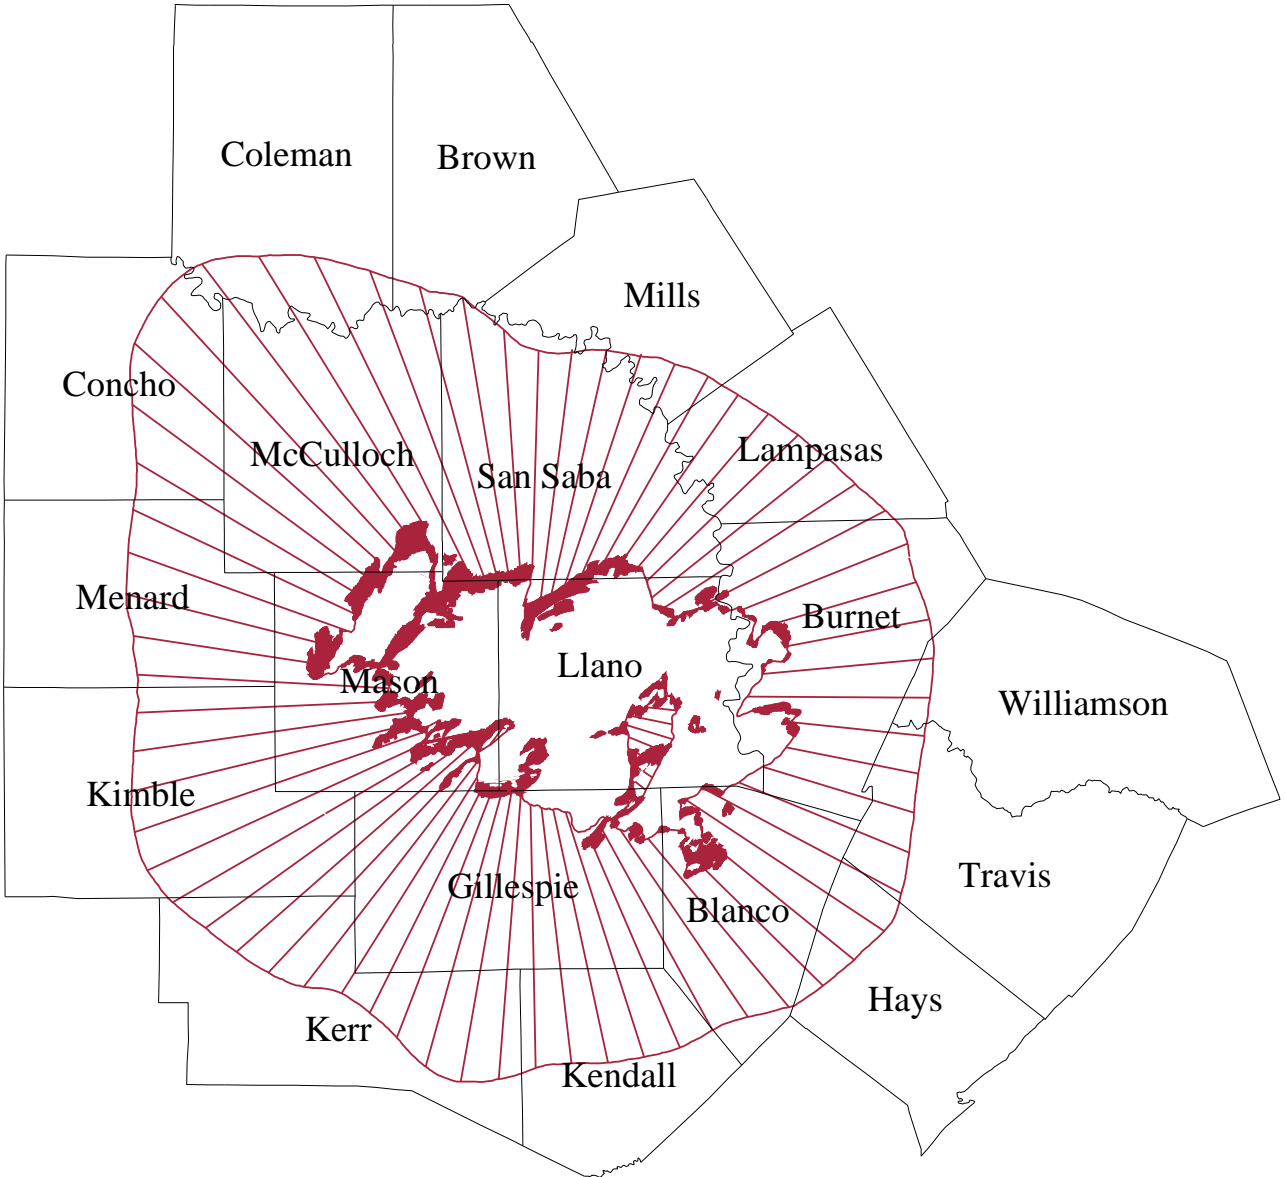 Coleman
Brown
Mills
Concho
McCulloch
San Saba
Lampasas
Menard
Burnet
Llano
Mason
Williamson
Kimble
Travis
Gillespie
Blanco
Hays
Kerr
Kendall